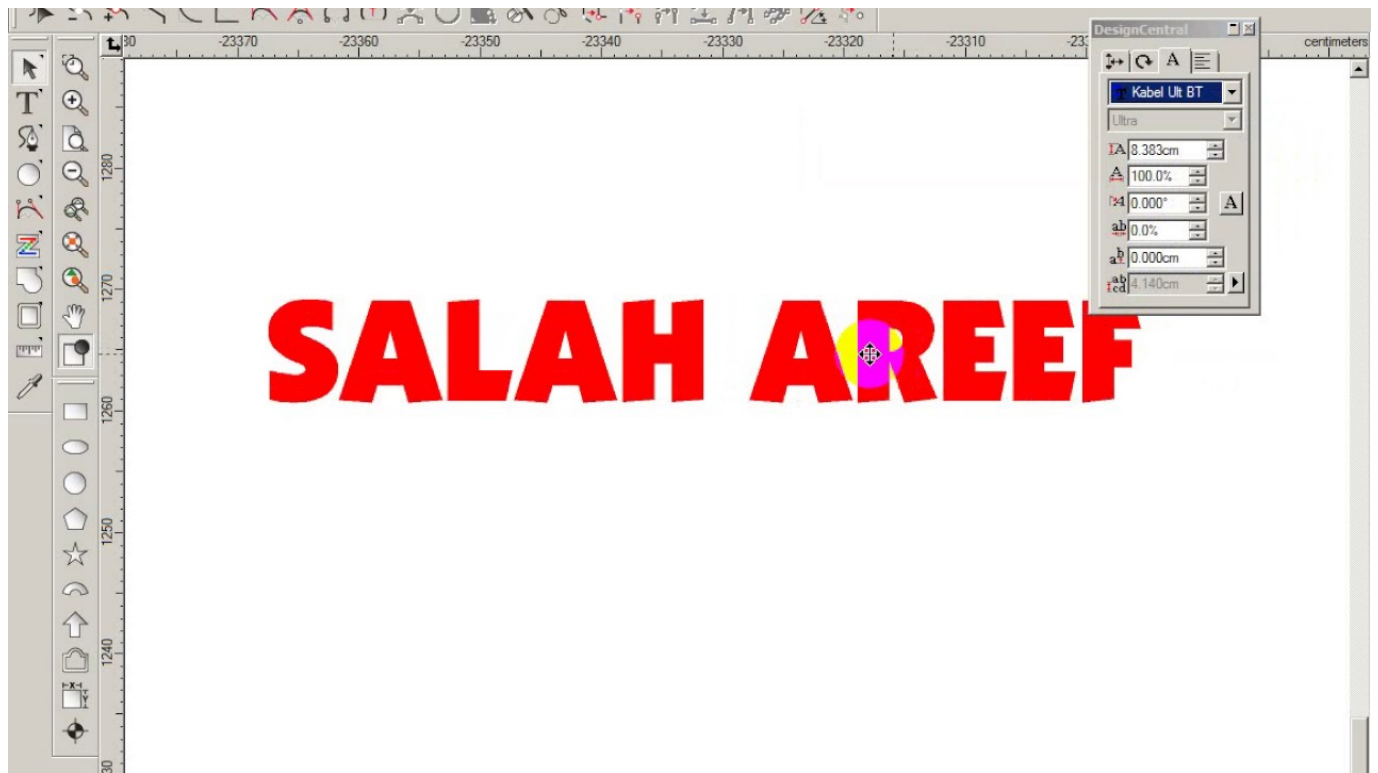 -23370 -23360 -23350 -23340 -23330 -23320 -23310 centimeters
DesignCentral
A
T Kabel Ult BT
Ultra
8.383cm
100.0%
0.000°
A
0.0%
0.000cm
4.140cm
1280
1270
1260
1250
1240
SALAH AREEF